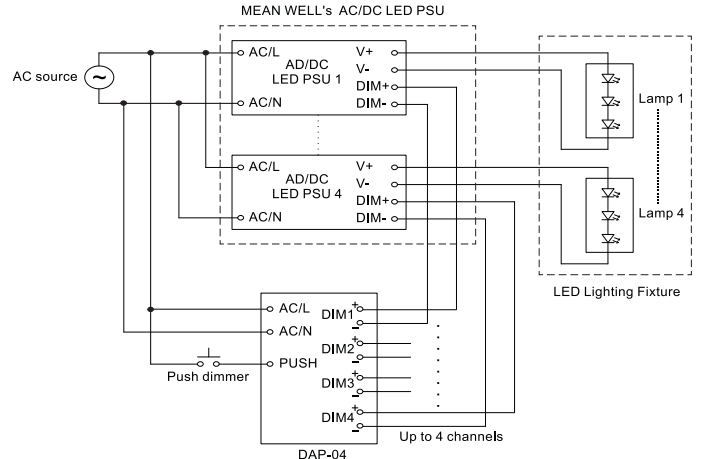 MEAN WELL's AC/DC LED PSU
AC source
~
AC/L
AD/DC
LED PSU 1
AC/N
V+
V-
DIM+
DIM-
Lamp 1
AC/L
AD/DC
LED PSU 4
AC/N
V+
V-
DIM+
DIM-
Lamp 4
LED Lighting Fixture
AC/L
AC/N
PUSH
Push dimmer
DIM1
+
-
DIM2
+
-
DIM3
+
-
DIM4
+
-
Up to 4 channels
DAP-04